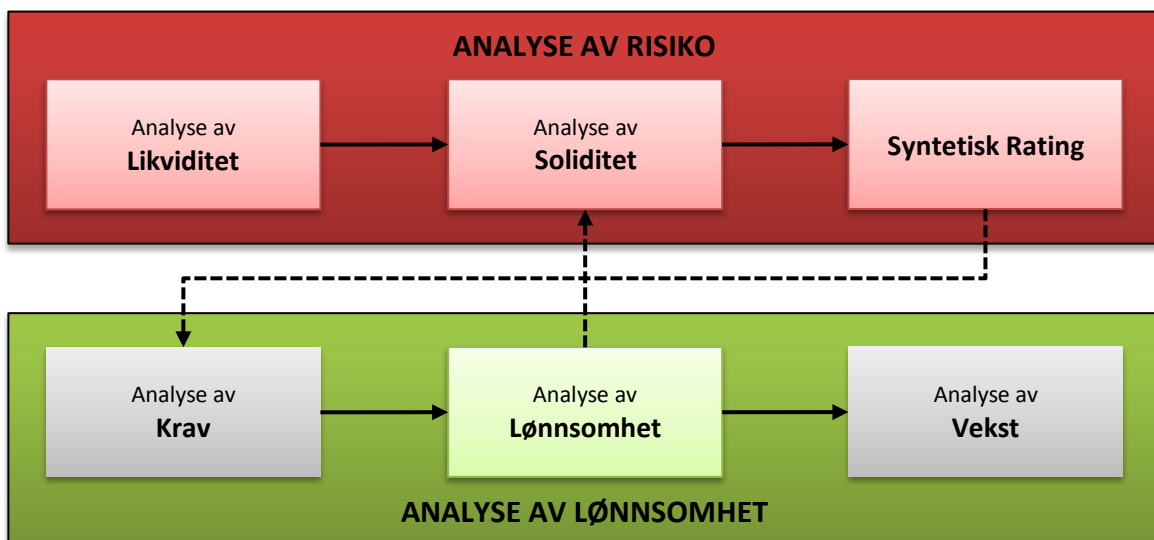 ANALYSE AV RISIKO
Analyse av
Likviditet
Analyse av
Soliditet
Syntetisk Rating
Analyse av
Krav
Analyse av
Lønnsomhet
Analyse av
Vekst
ANALYSE AV LØNNSOMHET